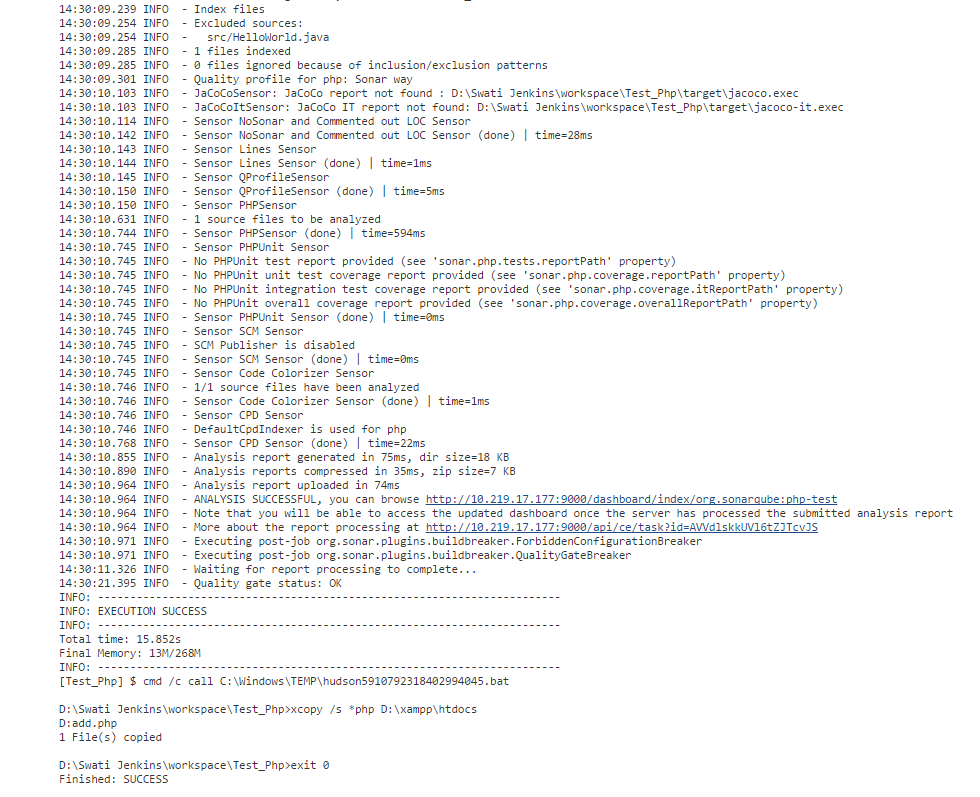 14:30:09.239 INFO  - Index files
14:30:09.254 INFO  - Excluded sources:
14:30:09.254 INFO  -   src/HelloWorld.java
14:30:09.285 INFO  - 1 files indexed
14:30:09.285 INFO  - 0 files ignored because of inclusion/exclusion patterns
14:30:09.301 INFO  - Quality profile for php: Sonar way
14:30:10.103 INFO  - JaCoCoSensor: JaCoCo report not found : D:\Swati Jenkins\workspace\Test_Php\target\jacoco.exec
14:30:10.103 INFO  - JaCoCoItSensor: JaCoCo IT report not found: D:\Swati Jenkins\workspace\Test_Php\target\jacoco-it.exec
14:30:10.114 INFO  - Sensor NoSonar and Commented out LOC Sensor
14:30:10.142 INFO  - Sensor NoSonar and Commented out LOC Sensor (done) | time=28ms
14:30:10.143 INFO  - Sensor Lines Sensor
14:30:10.144 INFO  - Sensor Lines Sensor (done) | time=1ms
14:30:10.145 INFO  - Sensor QProfileSensor
14:30:10.150 INFO  - Sensor QProfileSensor (done) | time=5ms
14:30:10.150 INFO  - Sensor PHPSensor
14:30:10.631 INFO  - 1 source files to be analyzed
14:30:10.744 INFO  - Sensor PHPSensor (done) | time=594ms
14:30:10.745 INFO  - Sensor PHPUnit Sensor
14:30:10.745 INFO  - No PHPUnit test report provided (see 'sonar.php.tests.reportPath' property)
14:30:10.745 INFO  - No PHPUnit unit test coverage report provided (see 'sonar.php.coverage.reportPath' property)
14:30:10.745 INFO  - No PHPUnit integration test coverage report provided (see 'sonar.php.coverage.itReportPath' property)
14:30:10.745 INFO  - No PHPUnit overall coverage report provided (see 'sonar.php.coverage.overallReportPath' property)
14:30:10.745 INFO  - Sensor PHPUnit Sensor (done) | time=0ms
14:30:10.745 INFO  - Sensor SCM Sensor
14:30:10.745 INFO  - SCM Publisher is disabled
14:30:10.745 INFO  - Sensor SCM Sensor (done) | time=0ms
14:30:10.745 INFO  - Sensor Code Colorizer Sensor
14:30:10.746 INFO  - 1/1 source files have been analyzed
14:30:10.746 INFO  - Sensor Code Colorizer Sensor (done) | time=1ms
14:30:10.746 INFO  - Sensor CPD Sensor
14:30:10.746 INFO  - DefaultCpdIndexer is used for php
14:30:10.768 INFO  - Sensor CPD Sensor (done) | time=22ms
14:30:10.855 INFO  - Analysis report generated in 75ms, dir size=18 KB
14:30:10.890 INFO  - Analysis reports compressed in 35ms, zip size=7 KB
14:30:10.964 INFO  - Analysis report uploaded in 74ms
14:30:10.964 INFO  - ANALYSIS SUCCESSFUL, you can browse http://10.219.17.177:9000/dashboard/index/org.sonarqube:php-test
14:30:10.964 INFO  - Note that you will be able to access the updated dashboard once the server has processed the submitted analysis report
14:30:10.964 INFO  - More about the report processing at http://10.219.17.177:9000/api/ce/task?id=AVVdlskkUVl6tZJTcvJS
14:30:10.971 INFO  - Executing post-job org.sonar.plugins.buildbreaker.ForbiddenConfigurationBreaker
14:30:10.971 INFO  - Executing post-job org.sonar.plugins.buildbreaker.QualityGateBreaker
14:30:11.326 INFO  - Waiting for report processing to complete...
14:30:21.395 INFO  - Quality gate status: OK
INFO: ------------------------------------------------------------------------
INFO: EXECUTION SUCCESS
INFO: ------------------------------------------------------------------------
Total time: 15.852s
Final Memory: 13M/268M
INFO: ------------------------------------------------------------------------
[Test_Php] $ cmd /c call C:\Windows\TEMP\hudson5910792318402994045.bat

D:\Swati Jenkins\workspace\Test_Php>xcopy /s *php D:\xampp\htdocs
D:add.php
1 File(s) copied

D:\Swati Jenkins\workspace\Test_Php>exit 0
Finished: SUCCESS